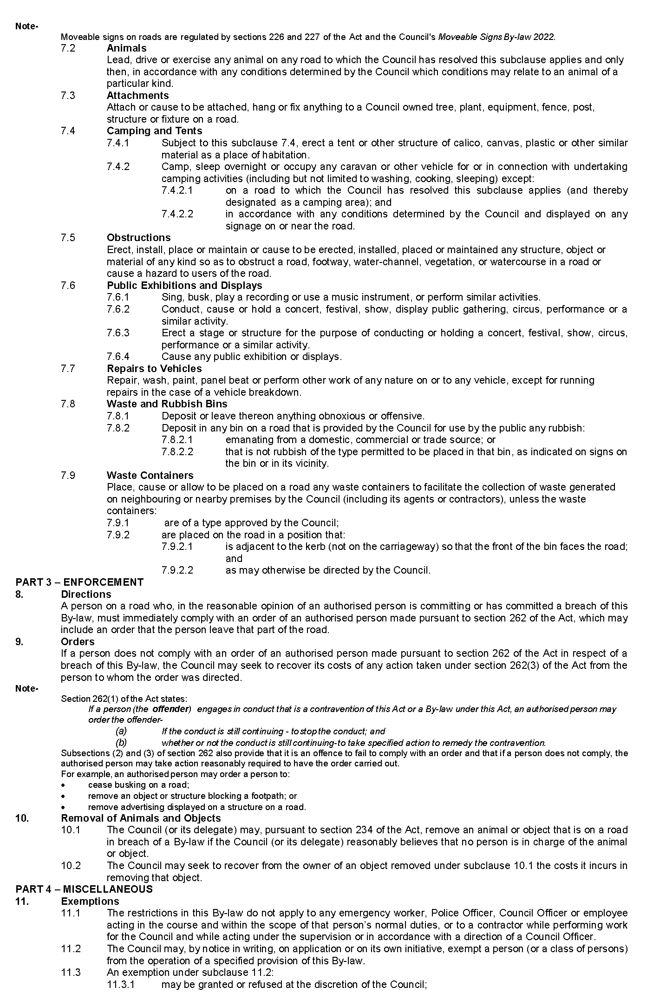 Note-
Moveable signs on roads are regulated by sections 226 and 227 of the Act and the Council's Moveable Signs By-law 2022.
7.2 Animals
Lead, drive or exercise any animal on any road to which the Council has resolved this subclause applies and only
then, in accordance with any conditions determined by the Council which conditions may relate to an animal of a
particular kind.
7.3 Attachments
Attach or cause to be attached, hang or fix anything to a Council owned tree, plant, equipment, fence, post,
structure or fixture on a road.
7.4 Camping and Tents
7.4.1 Subject to this subclause 7.4, erect a tent or other structure of calico, canvas, plastic or other similar
material as a place of habitation.
7.4.2 Camp, sleep overnight or occupy any caravan or other vehicle for or in connection with undertaking
camping activities (including but not limited to washing, cooking, sleeping) except:
7.4.2.1 on a road to which the Council has resolved this subclause applies (and thereby
designated as a camping area); and
7.4.2.2 in accordance with any conditions determined by the Council and displayed on any
signage on or near the road.
7.5 Obstructions
Erect, install, place or maintain or cause to be erected, installed, placed or maintained any structure, object or
material of any kind so as to obstruct a road, footway, water-channel, vegetation, or watercourse in a road or
cause a hazard to users of the road.
7.6 Public Exhibitions and Displays
7.6.1 Sing, busk, play a recording or use a music instrument, or perform similar activities.
7.6.2 Conduct, cause or hold a concert, festival, show, display public gathering, circus, performance or a
similar activity.
7.6.3 Erect a stage or structure for the purpose of conducting or holding a concert, festival, show, circus,
performance or a similar activity.
7.6.4 Cause any public exhibition or displays.
7.7 Repairs to Vehicles
Repair, wash, paint, panel beat or perform other work of any nature on or to any vehicle, except for running
repairs in the case of a vehicle breakdown.
7.8 Waste and Rubbish Bins
7.8.1 Deposit or leave thereon anything obnoxious or offensive.
7.8.2 Deposit in any bin on a road that is provided by the Council for use by the public any rubbish:
7.8.2.1 emanating from a domestic, commercial or trade source; or
7.8.2.2 that is not rubbish of the type permitted to be placed in that bin, as indicated on signs on
the bin or in its vicinity.
7.9 Waste Containers
Place, cause or allow to be placed on a road any waste containers to facilitate the collection of waste generated
on neighbouring or nearby premises by the Council (including its agents or contractors), unless the waste
containers:
7.9.1 are of a type approved by the Council;
7.9.2 are placed on the road in a position that:
7.9.2.1 is adjacent to the kerb (not on the carriageway) so that the front of the bin faces the road;
and
7.9.2.2 as may otherwise be directed by the Council.
PART 3 – ENFORCEMENT
8. Directions
A person on a road who, in the reasonable opinion of an authorised person is committing or has committed a breach of this
By-law, must immediately comply with an order of an authorised person made pursuant to section 262 of the Act, which may
include an order that the person leave that part of the road.
9. Orders
If a person does not comply with an order of an authorised person made pursuant to section 262 of the Act in respect of a
breach of this By-law, the Council may seek to recover its costs of any action taken under section 262(3) of the Act from the
person to whom the order was directed.
Note-
Section 262(1) of the Act states:
If a person (the offender) engages in conduct that is a contravention of this Act or a By-law under this Act, an authorised person may
order the offender-
(a) If the conduct is still continuing - to stop the conduct; and
(b) whether or not the conduct is still continuing- to take specified action to remedy the contravention.
Subsections (2) and (3) of section 262 also provide that it is an offence to fail to comply with an order and that if a person does not comply, the
authorised person may take action reasonably required to have the order carried out.
For example, an authorised person may order a person to:
• cease busking on a road;
• remove an object or structure blocking a footpath; or
• remove advertising displayed on a structure on a road.
10. Removal of Animals and Objects
10.1 The Council (or its delegate) may, pursuant to section 234 of the Act, remove an animal or object that is on a road
in breach of a By-law if the Council (or its delegate) reasonably believes that no person is in charge of the animal
or object.
10.2 The Council may seek to recover from the owner of an object removed under subclause 10.1 the costs it incurs in
removing that object.
PART 4 – MISCELLANEOUS
11. Exemptions
11.1 The restrictions in this By-law do not apply to any emergency worker, Police Officer, Council Officer or employee
acting in the course and within the scope of that person's normal duties, or to a contractor while performing work
for the Council and while acting under the supervision or in accordance with a direction of a Council Officer.
11.2 The Council may, by notice in writing, on application or on its own initiative, exempt a person (or a class of persons)
from the operation of a specified provision of this By-law.
11.3 An exemption under subclause 11.2:
11.3.1 may be granted or refused at the discretion of the Council;